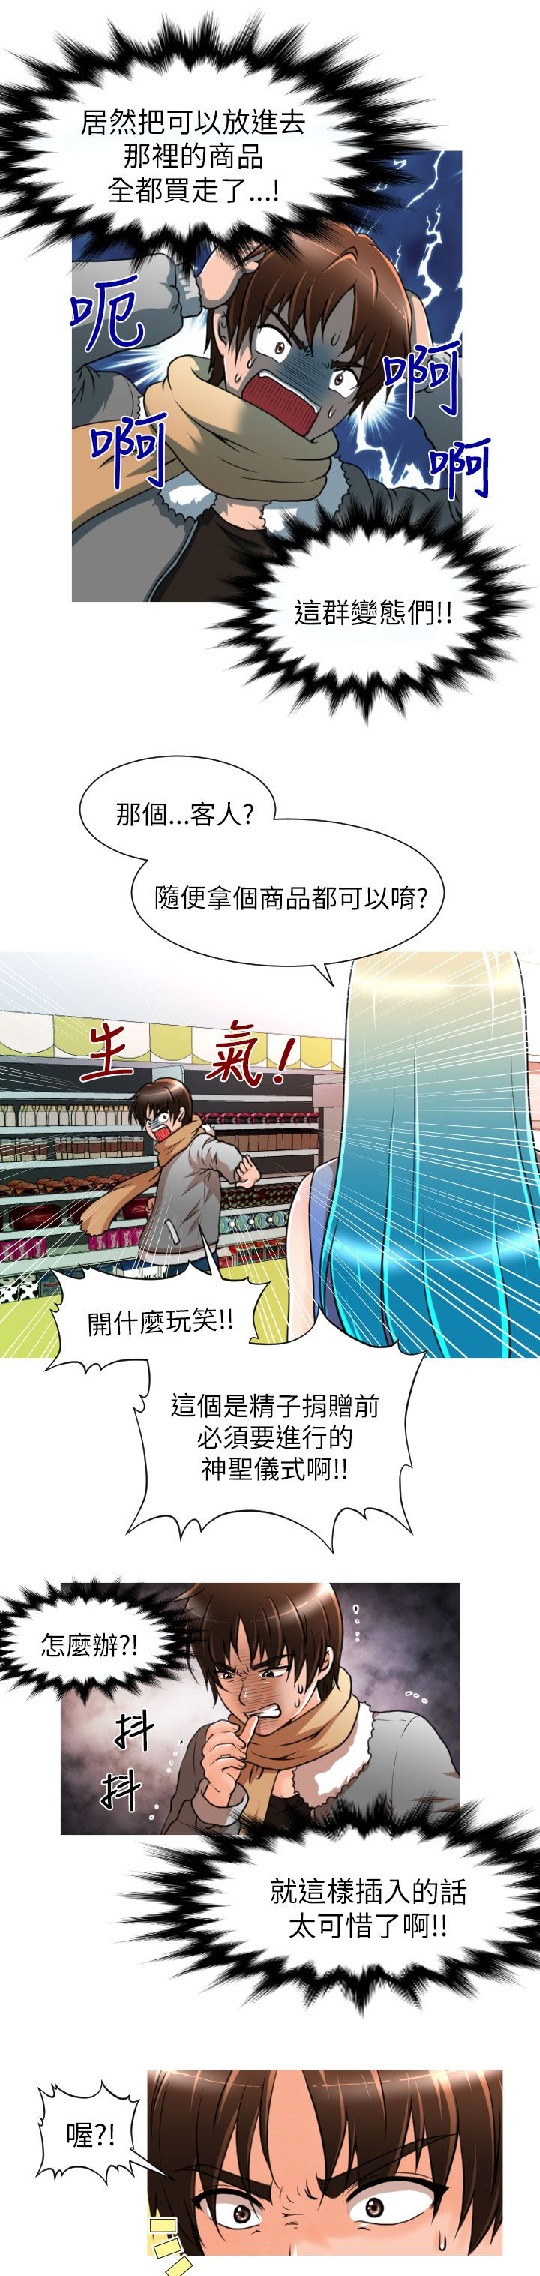 居然把可以放進去
那裡的商品
全都買走了...!
呃
啊
啊
啊
這群變態們!!
那個...客人?
隨便拿個商品都可以唷?
生氣!
開什麼玩笑!!
這個是精子捐贈前
必須要進行的
神聖儀式啊!!
怎麼辦?!
抖
抖
就這樣插入的話
太可惜了啊!!
喔?!